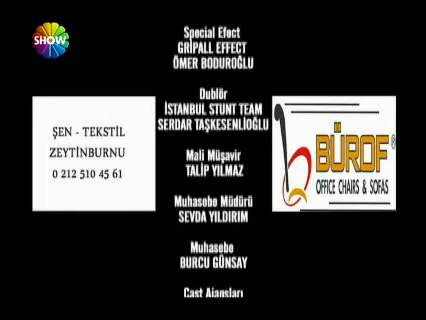 SHOW
Special Efect
GRİPALL EFFECT
ÖMER BODUROĞLU
Dublör
İSTANBUL STUNT TEAM
SERDAR TAŞKESENLİOĞLU
Mali Müşavir
TALİP YILMAZ
Muhasebe Müdürü
SEVDA YILDIRIM
Muhasebe
BURCU GÜNSAY
Cast Ajansları
ŞEN - TEKSTİL
ZEYTİNBURNU
0 212 510 45 61
BÜROF®
OFFICE CHAIRS & SOFAS